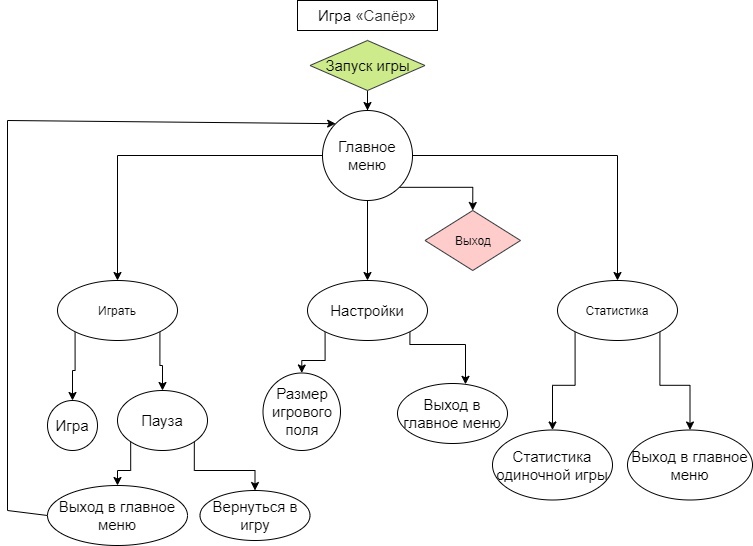 Игра «Сапёр»
Запуск игры
Главное
меню
Выход
Играть
Настройки
Статистика
Игра
Пауза
Размер
игрового
поля
Выход в
главное меню
Статистика
одиночной игры
Выход в главное
меню
Выход в главное
меню
Вернуться в
игру